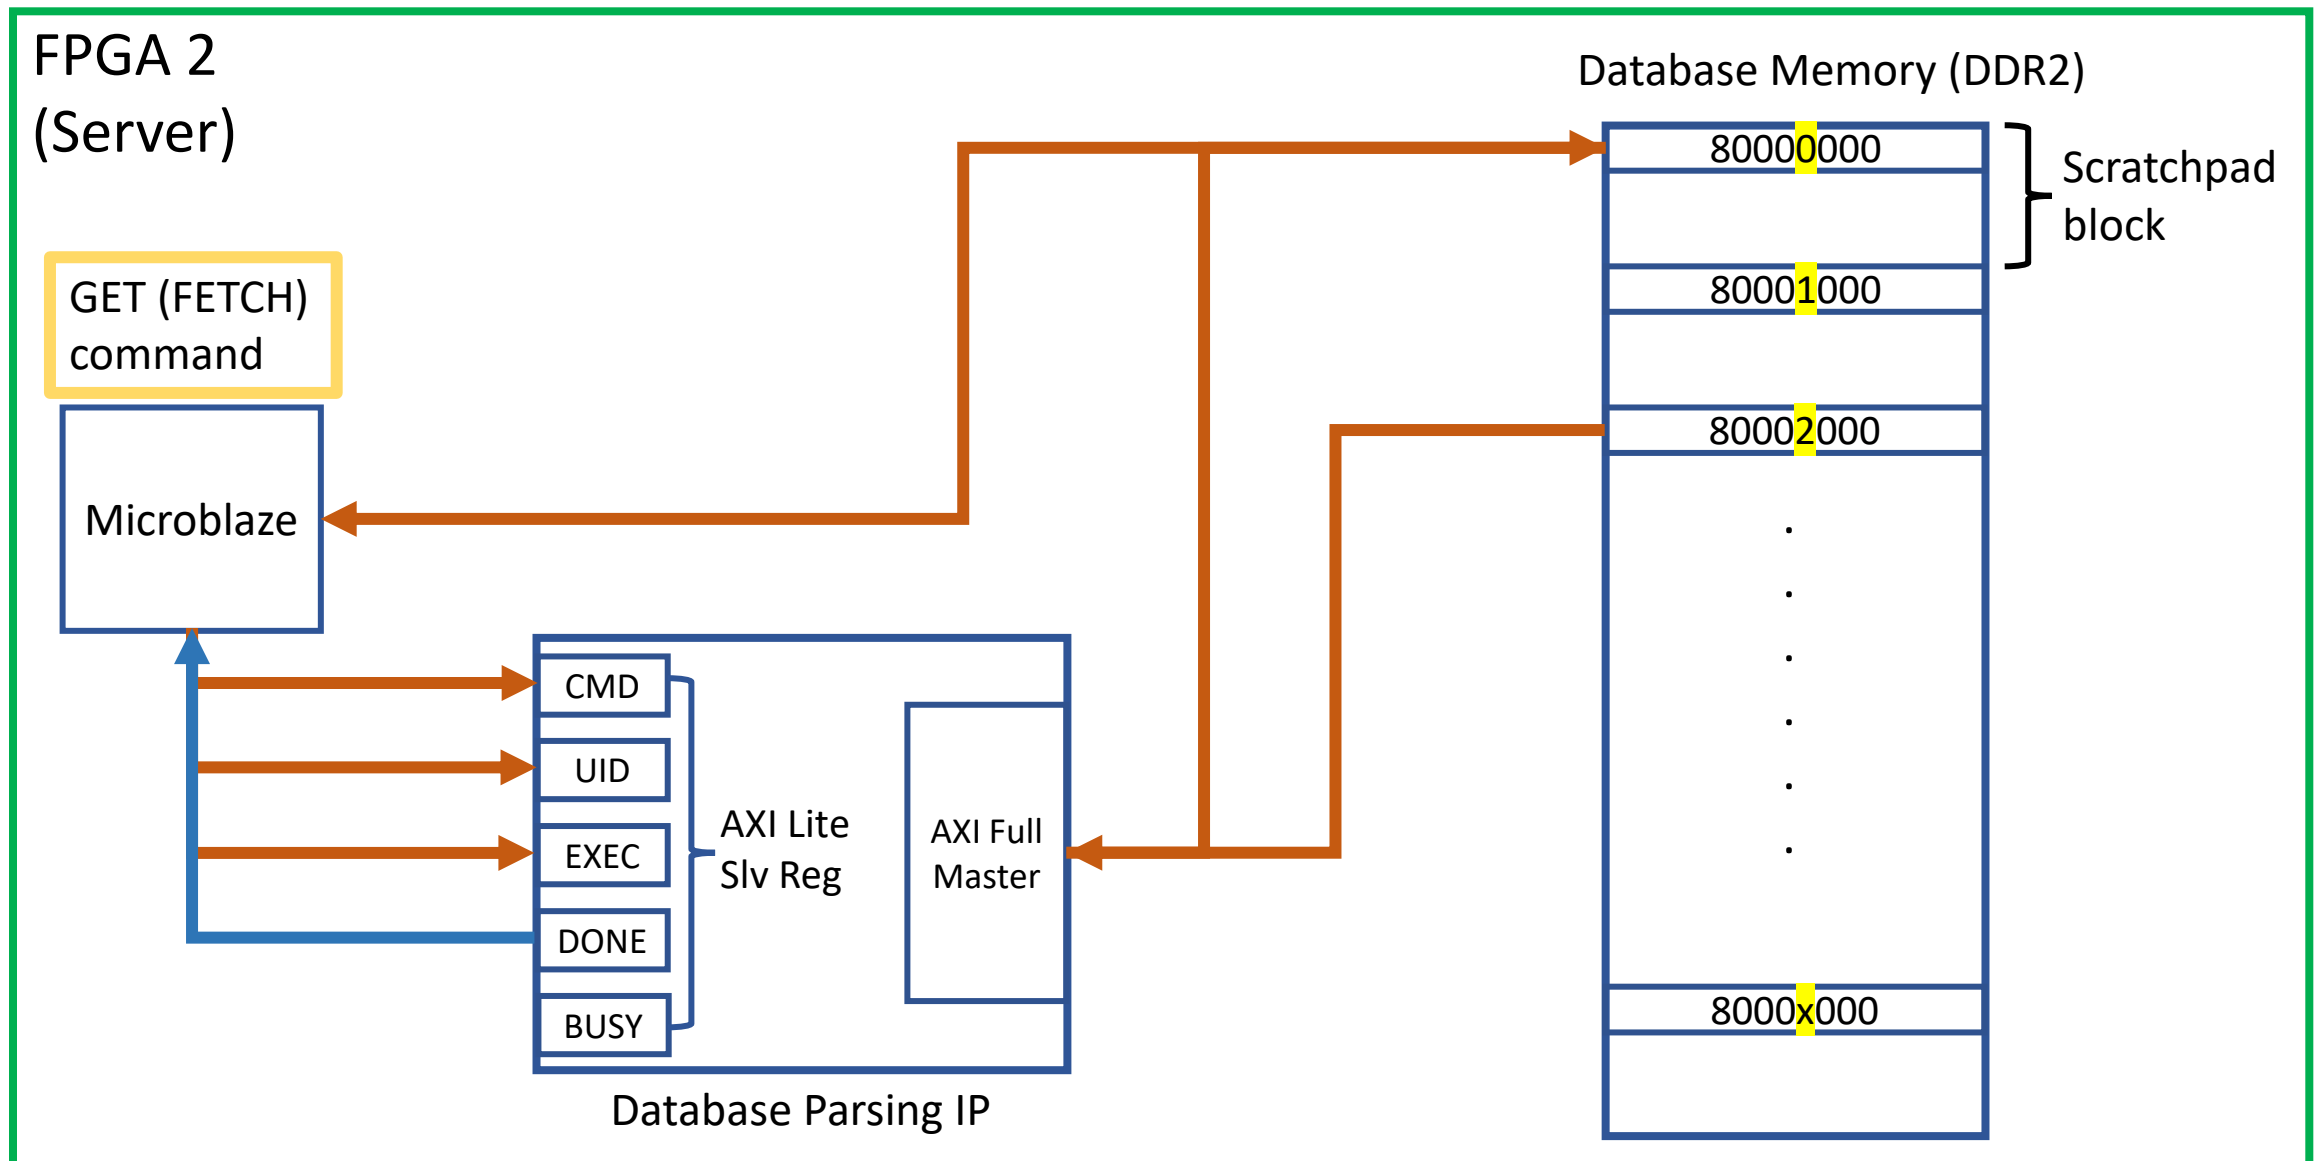 FPGA 2
(Server)
Database Memory (DDR2)
80000000
Scratchpad
block
80001000
GET (FETCH)
command
80002000
Microblaze
CMD
UID
EXEC
DONE
BUSY
AXI Lite
Slv Reg
AXI Full
Master
8000x000
Database Parsing IP